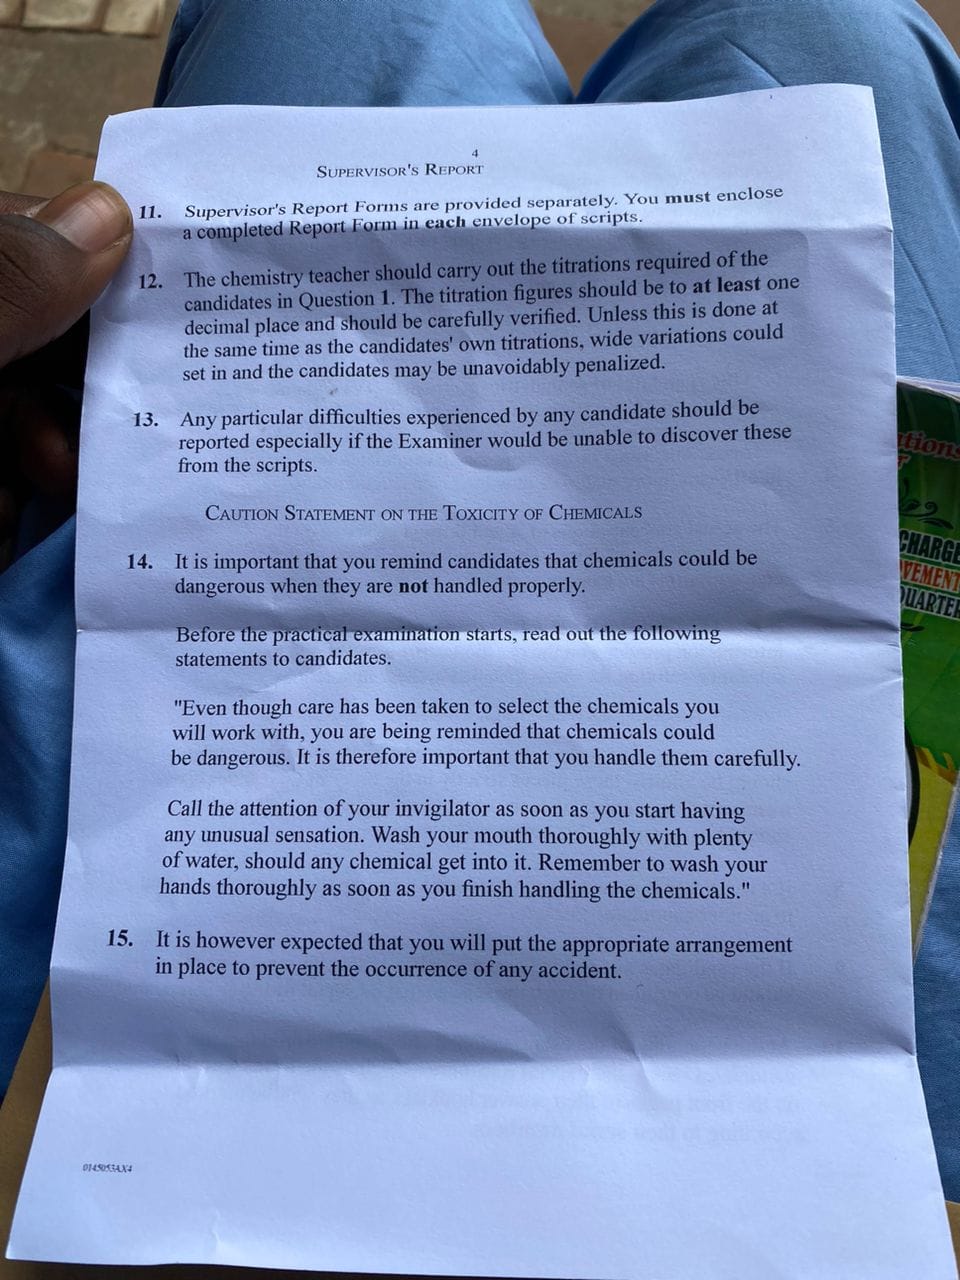 4
SUPERVISOR'S REPORT
11. Supervisor's Report Forms are provided separately. You must enclose
a completed Report Form in each envelope of scripts.
12. The chemistry teacher should carry out the titrations required of the
candidates in Question 1. The titration figures should be to at least one
decimal place and should be carefully verified. Unless this is done at
the same time as the candidates' own titrations, wide variations could
set in and the candidates may be unavoidably penalized.
13. Any particular difficulties experienced by any candidate should be
reported especially if the Examiner would be unable to discover these
from the scripts.
CAUTION STATEMENT ON THE TOXICITY OF CHEMICALS
14. It is important that you remind candidates that chemicals could be
dangerous when they are not handled properly.
Before the practical examination starts, read out the following
statements to candidates.
"Even though care has been taken to select the chemicals you
will work with, you are being reminded that chemicals could
be dangerous. It is therefore important that you handle them carefully.
Call the attention of your invigilator as soon as you start having
any unusual sensation. Wash your mouth thoroughly with plenty
of water, should any chemical get into it. Remember to wash your
hands thoroughly as soon as you finish handling the chemicals."
15. It is however expected that you will put the appropriate arrangement
in place to prevent the occurrence of any accident.
0145053AX4
CHARGE